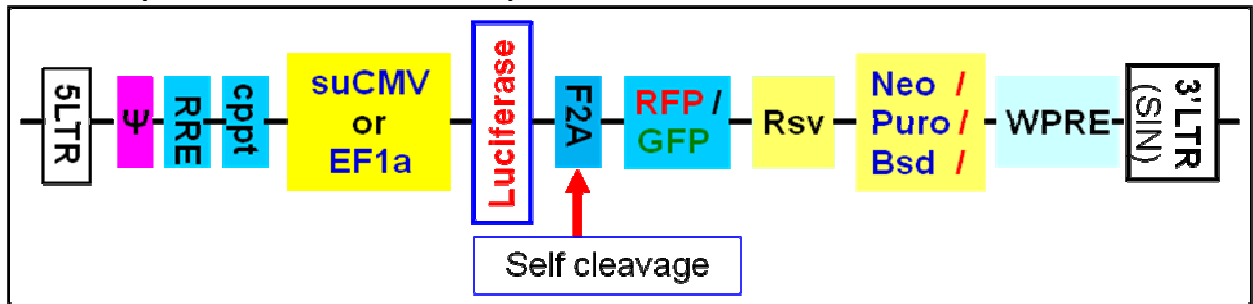 5LTR
Ψ
RRE
cppt
suCMV
or
EF1a
Luciferase
F2A
RFP /
GFP
Rsv
Neo /
Puro /
Bsd /
WPRE
3'LTR
(SIN)
Self cleavage